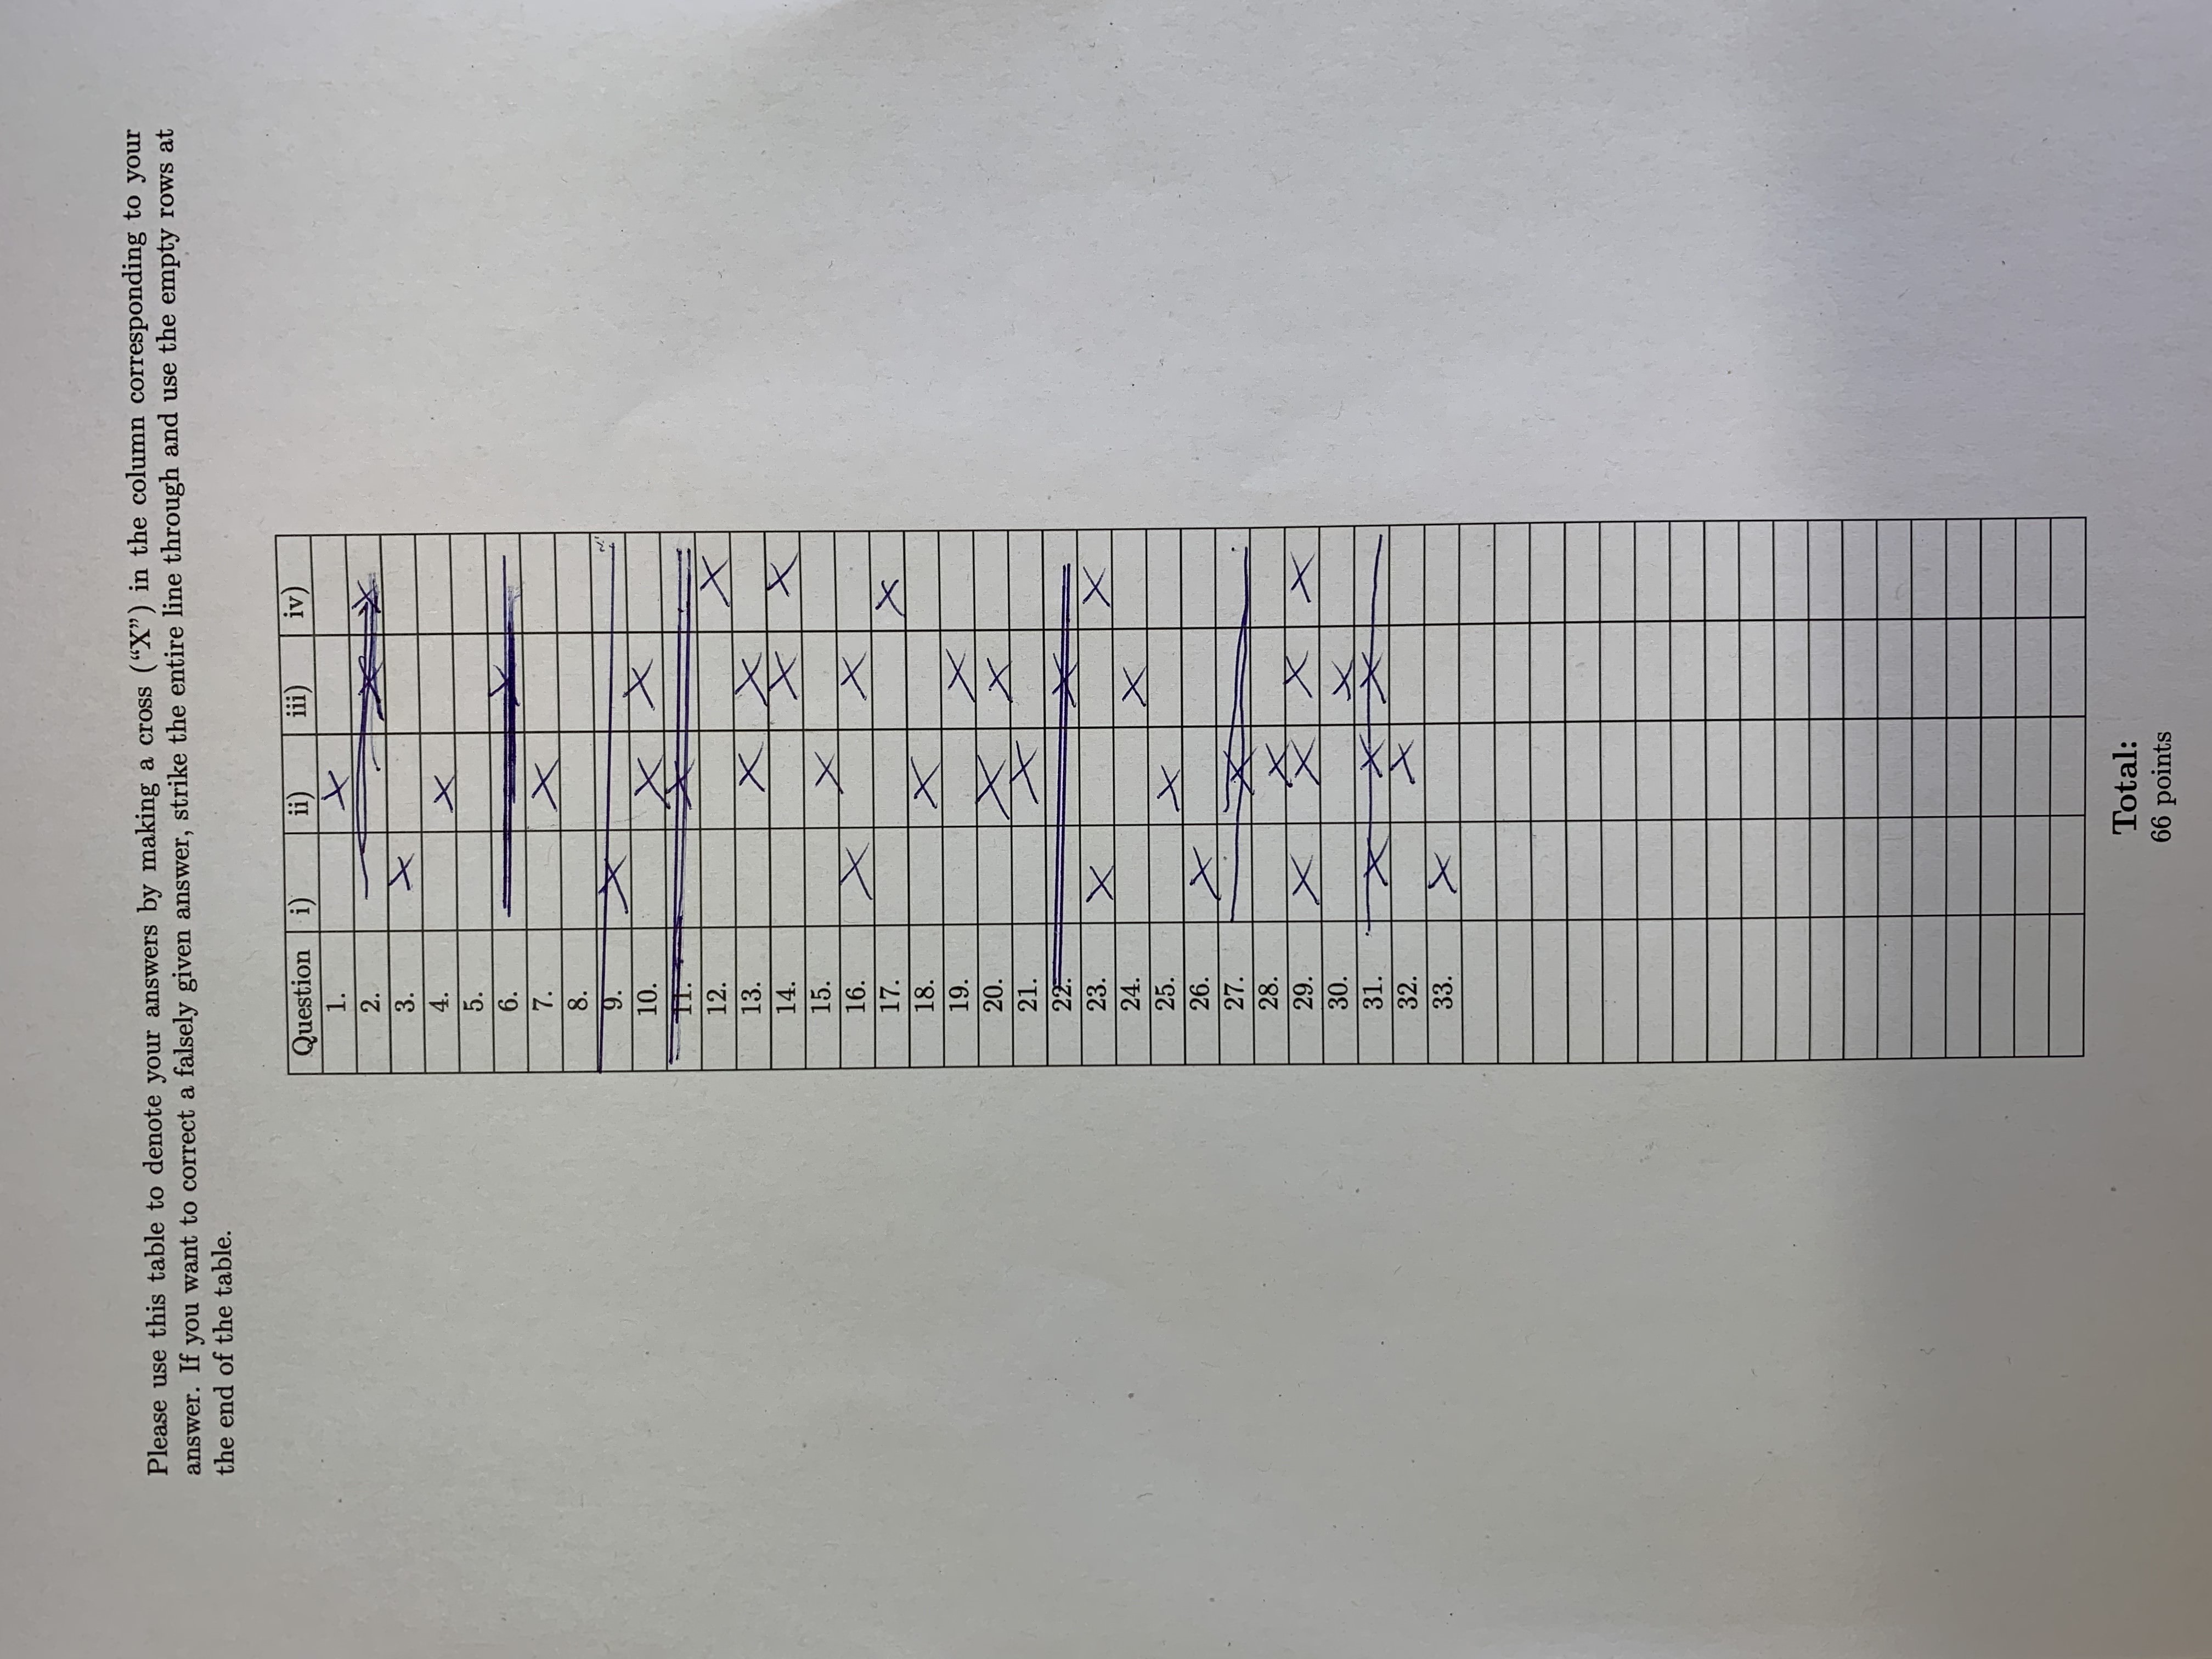 Please use this table to denote your answers by making a cross (“X”) in the column corresponding to your
answer. If you want to correct a falsely given answer, strike the entire line through and use the empty rows at
the end of the table.
Question i) ii) iii) iv)
1. X
2. X X
3. X
4. X
5.
6. X
7. X
8.
9. X
10. X X
11. X
12. X
13. X X
14. X X
15. X
16. X X
17. X
18. X
19. X
20. X X
21. X
22. X
23. X X
24. X
25. X
26. X
27. X
28. X
29. X X X X
30. X
31. X X X
32. X
33. X
Total:
66 points